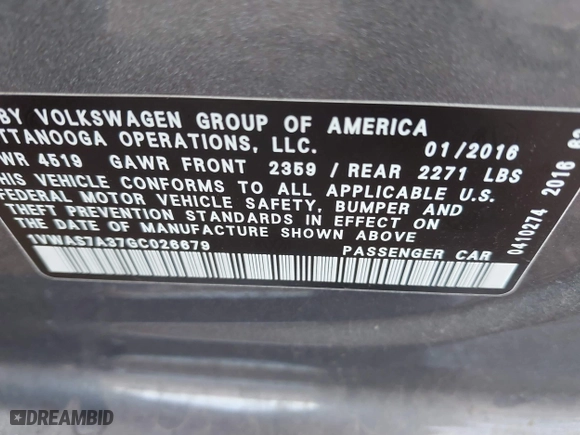 BY VOLKSWAGEN GROUP OF AMERICA
TTANOOGA OPERATIONS, LLC. 01/2016
WR 4519 GAWR FRONT 2359 / REAR 2271 LBS
THIS VEHICLE CONFORMS TO ALL APPLICABLE U.S.
FEDERAL MOTOR VEHICLE SAFETY, BUMPER AND
THEFT PREVENTION STANDARDS IN EFFECT ON
THE DATE OF MANUFACTURE SHOWN ABOVE.
1VWAS7A37GC026679 PASSENGER CAR
0410274 2016
DREAMBID